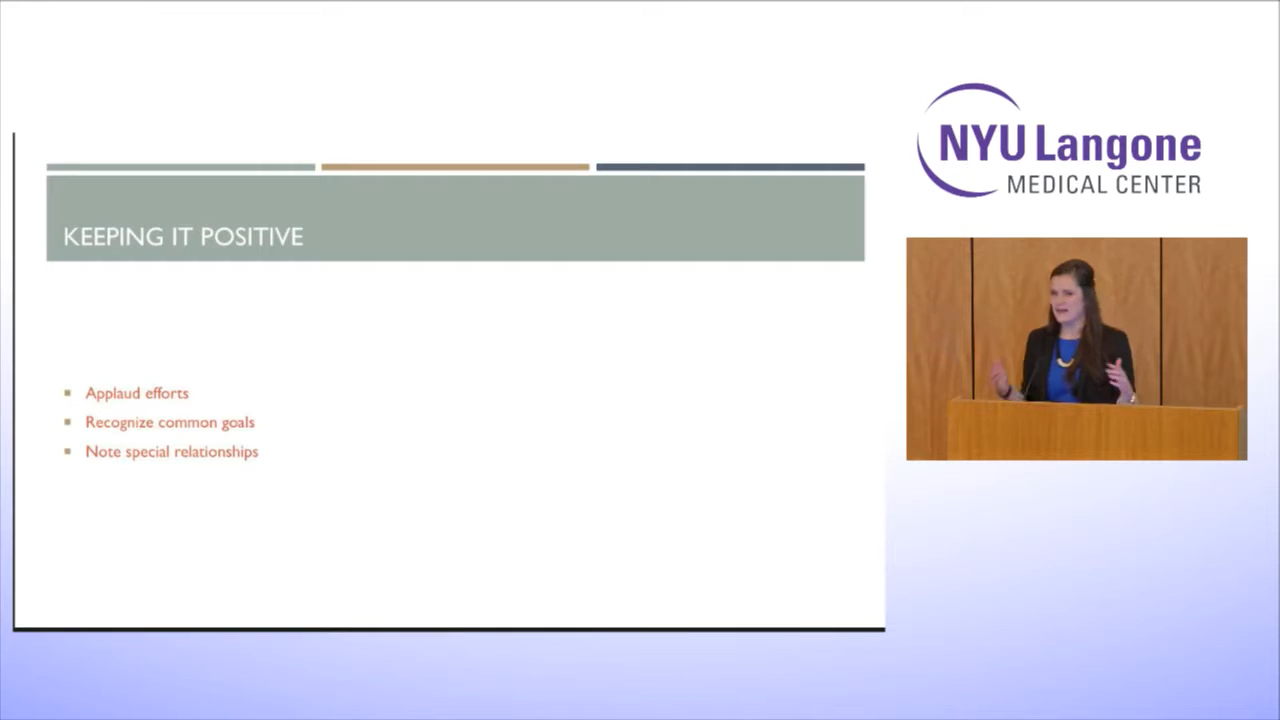 KEEPING IT POSITIVE
Applaud efforts
Recognize common goals
Note special relationships
NYU Langone
MEDICAL CENTER